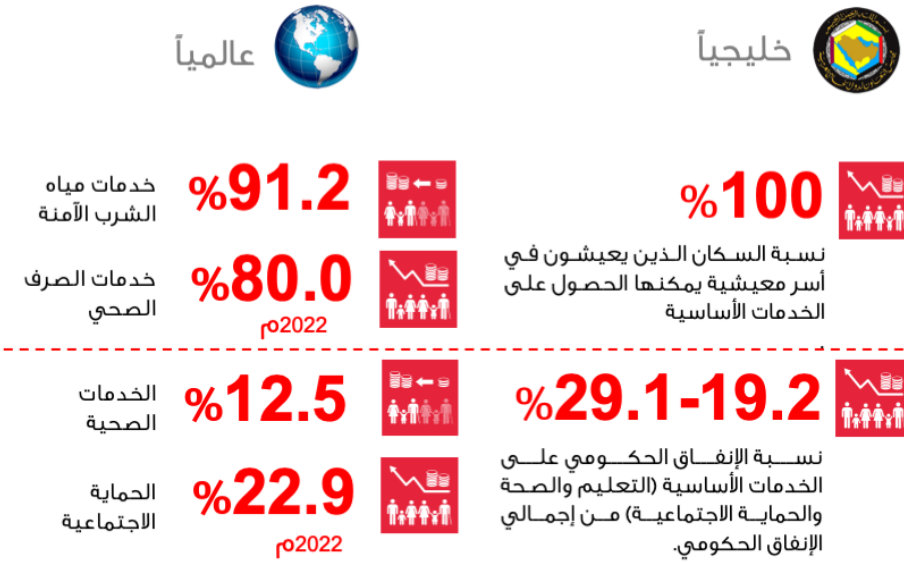 خليجياً
عالمياً
%100
نسبة السكان الذين يعيشون في
أسر معيشية يمكنها الحصول على
الخدمات الأساسية
%91.2
خدمات مياه
الشرب الآمنة
%80.0
2022م
خدمات الصرف
الصحي
%29.1-19.2
نسبة الإنفاق الحكومي على
الخدمات الأساسية (التعليم والصحة
والحماية الاجتماعية) من إجمالي
الإنفاق الحكومي.
%12.5
الخدمات
الصحية
%22.9
2022م
الحماية
الاجتماعية